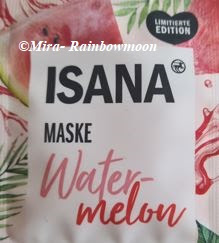 LIMITIERTE
EDITION
©Mira- Rainbowmoon
ISANA
MASKE
Water-
melon